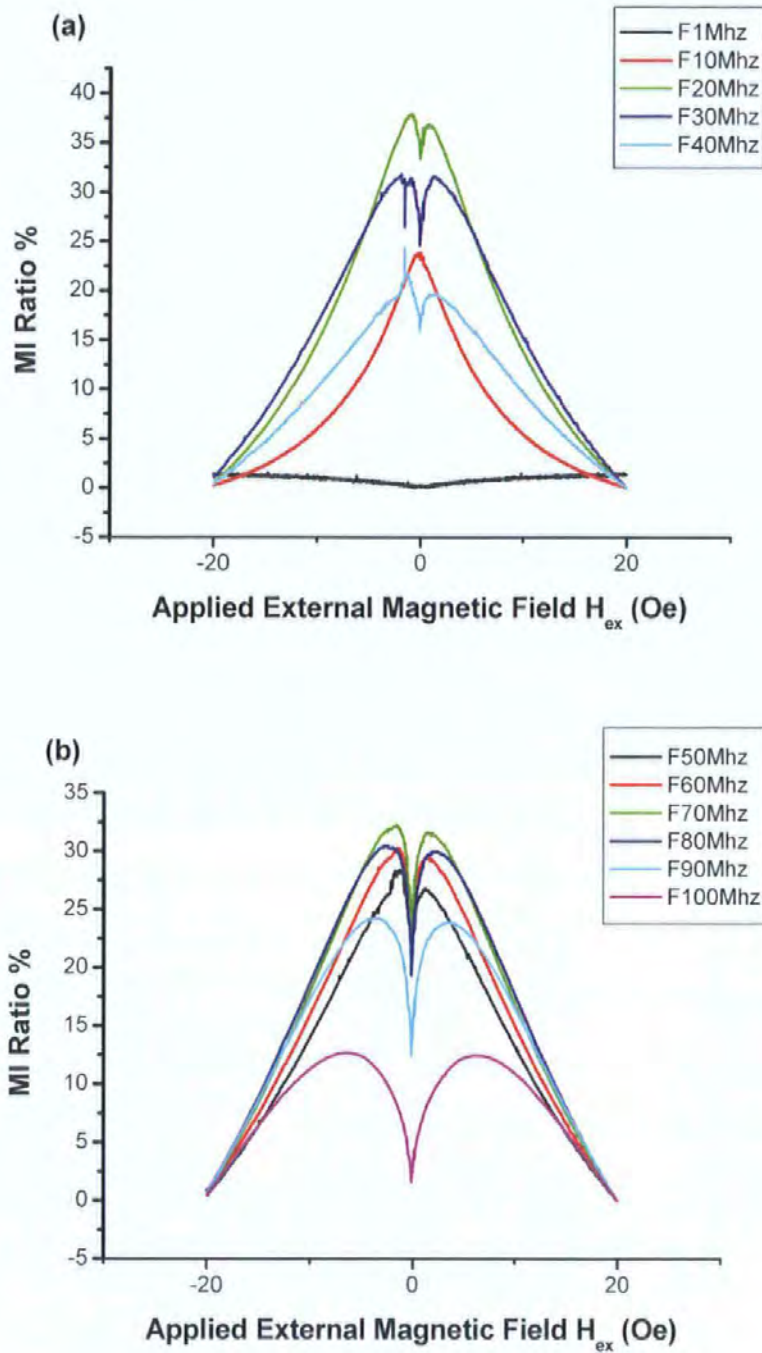 (a)
F1Mhz
F10Mhz
F20Mhz
F30Mhz
F40Mhz
40
35
30
25
20
15
10
5
0
-5
MI Ratio %
-20 0 20
Applied External Magnetic Field Hex (Oe)
(b)
F50Mhz
F60Mhz
F70Mhz
F80Mhz
F90Mhz
F100Mhz
35
30
25
20
15
10
5
0
-5
MI Ratio %
-20 0 20
Applied External Magnetic Field Hex (Oe)